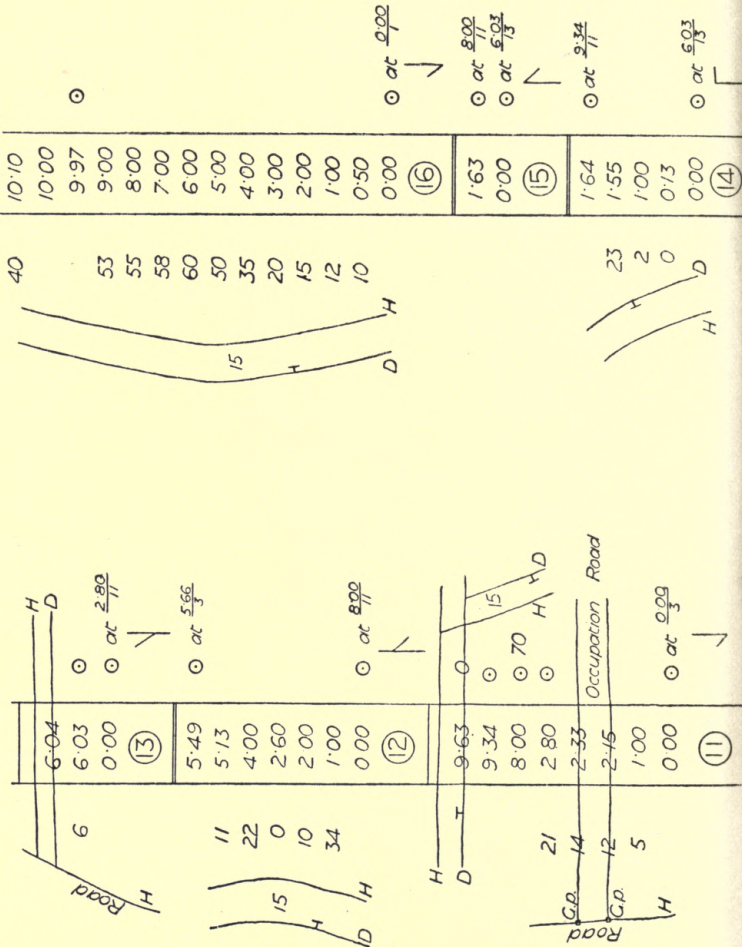 H
D
6·04
6 6·03 ⊙
0·00 ⊙ at 2·80/11
Road
H
13
5·49 ⊙ at 5·66/3
11 5·13
22 4·00
15
0 2·60
H
10 2·00
34 1·00
H
D
0·00 ⊙ at 8·00/11
12
H
D H 9·63 0
9·34 ⊙ 15
8·00 ⊙ 70 H D
21 2·80 ⊙ H
G.p. 14 2·33
Occupation Road
G.p. 12 2·15
Road
5 1·00
H
0·00 ⊙ at 0·00/3
11
40 10·10
10·00
9·97 ⊙
53 9·00
55 8·00
58 7·00
60 6·00
15
50 5·00
35 4·00
H
20 3·00
15 2·00
12 1·00
10 0·50
D H
0·00 ⊙ at 0·00/1
16
1·63 ⊙ at 8·00/11
0·00 ⊙ at 6·03/13
15
1·64 ⊙ at 9·34/11
23 1·55
H
2 1·00
0 0·13
H D
0·00 ⊙ at 6·03/13
14